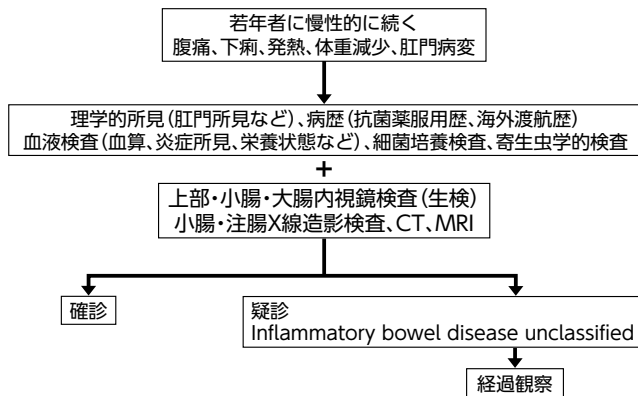 若年者に慢性的に続く
腹痛、下痢、発熱、体重減少、肛門病変
理学的所見（肛門所見など）、病歴（抗菌薬服用歴、海外渡航歴）
血液検査（血算、炎症所見、栄養状態など）、細菌培養検査、寄生虫学的検査
+
上部・小腸・大腸内視鏡検査（生検）
小腸・注腸X線造影検査、CT、MRI
確診
疑診
Inflammatory bowel disease unclassified
経過観察